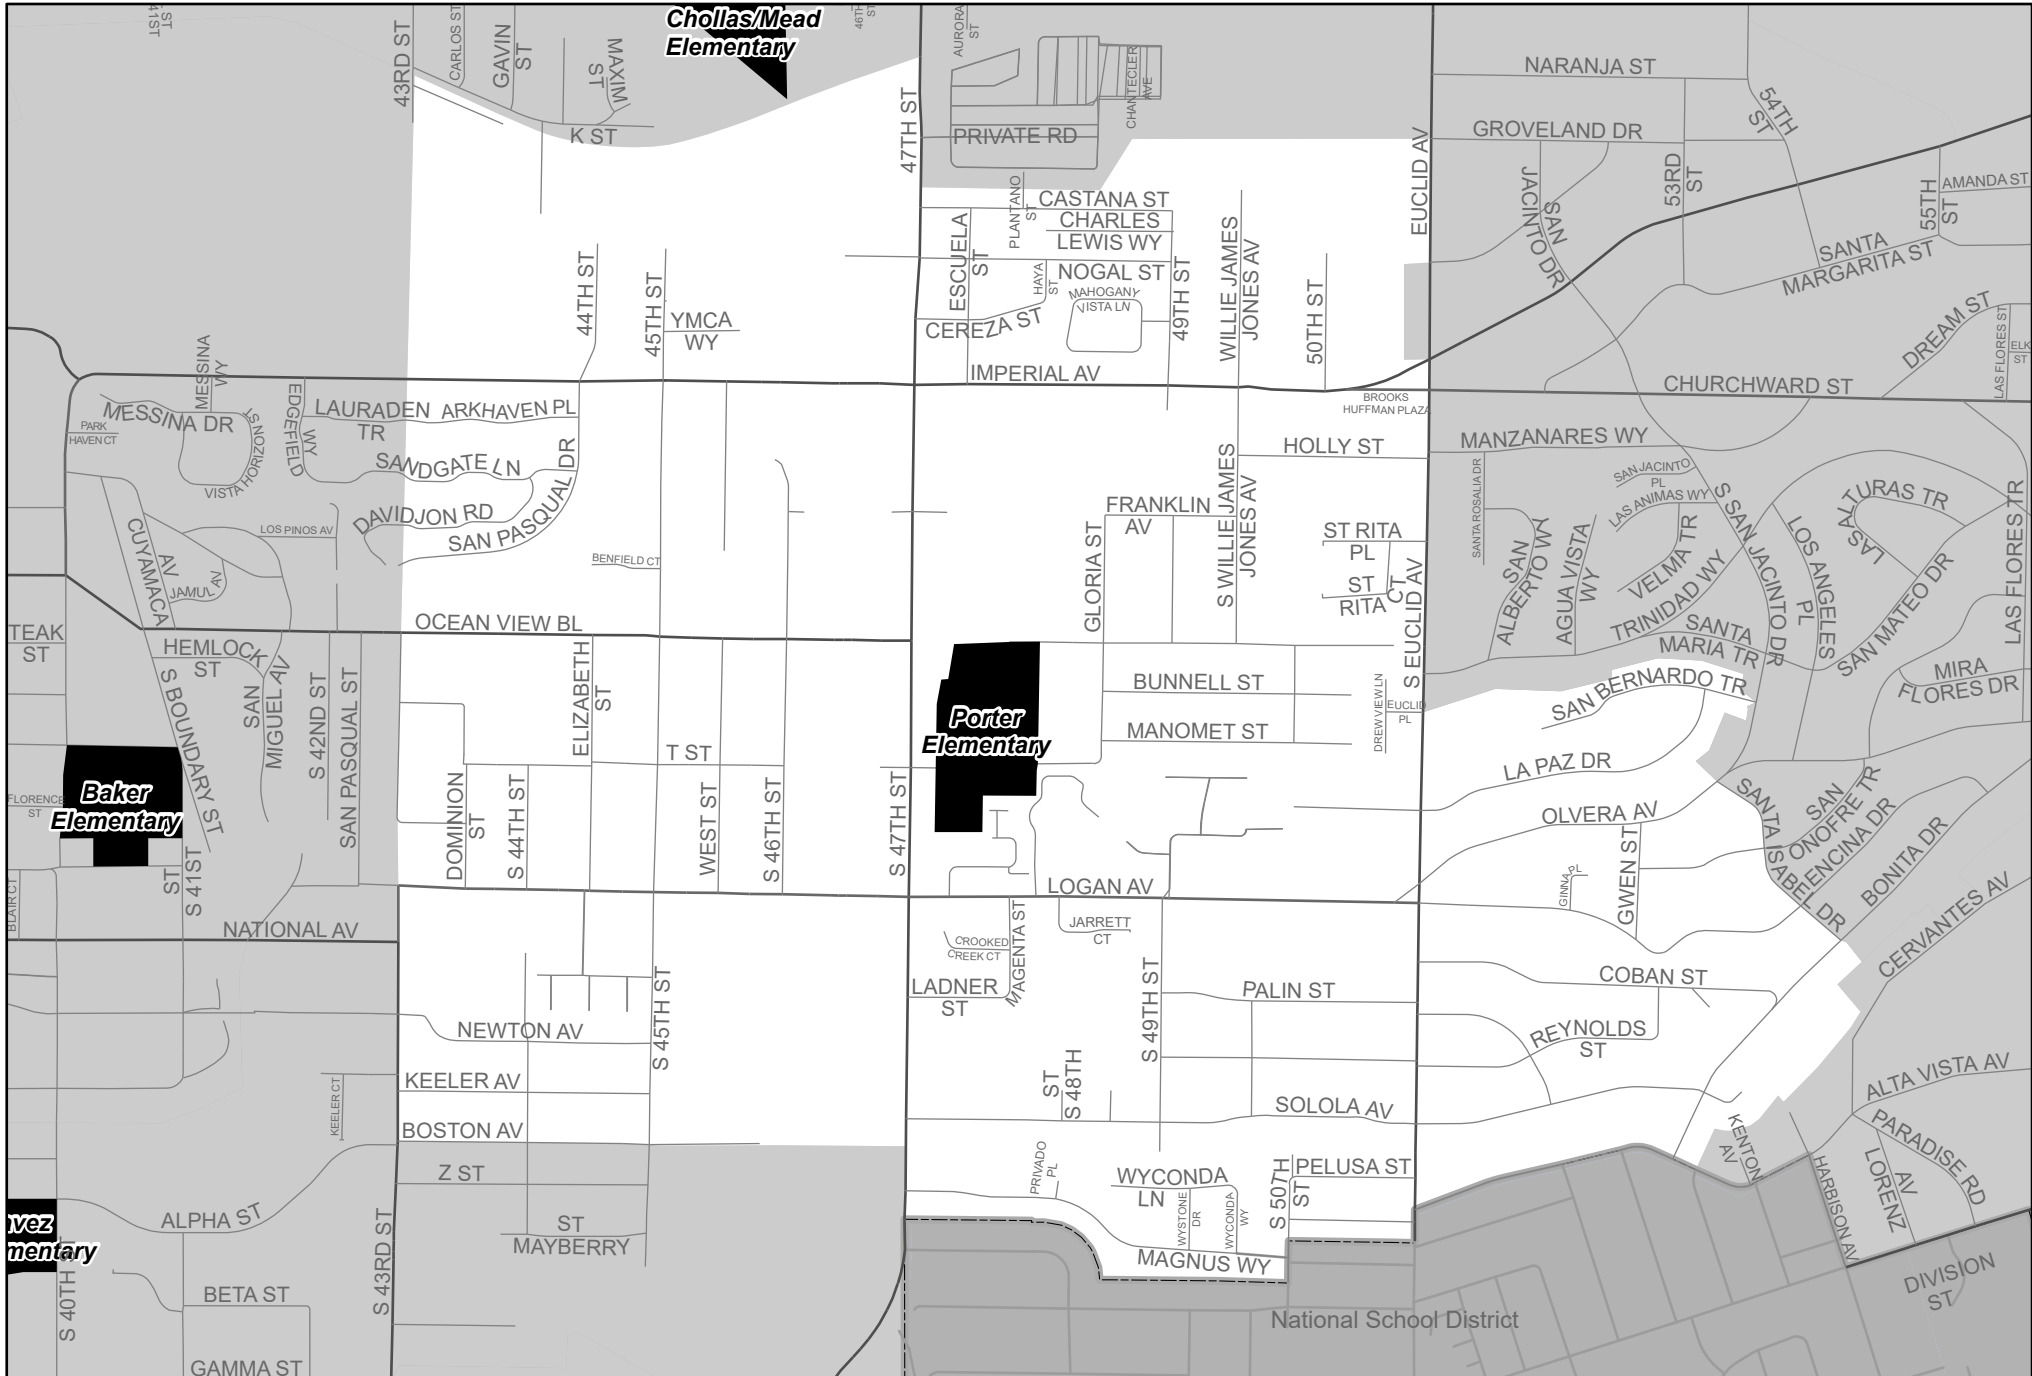 41ST
ST
43RD ST
CARLOS ST
GAVIN
ST
MAXIM
ST
K ST
Chollas/Mead
Elementary
46TH
ST
47TH ST
AURORA
ST
CHANTECLER
AVE
PRIVATE RD
EUCLID AV
NARANJA ST
54TH
ST
GROVELAND DR
53RD
ST
SAN
JACINTO DR
55TH
ST
AMANDA ST
SANTA
MARGARITA ST
DREAM ST
LAS FLORES ST
ELK
ST
CHURCHWARD ST
PLANTANO
ST
CASTANA ST
CHARLES
LEWIS WY
ESCUELA
ST
NOGAL ST
HAYA
ST
MAHOGANY
VISTA LN
CEREZA ST
49TH ST
WILLIE JAMES
JONES AV
50TH ST
44TH ST
45TH ST
YMCA
WY
IMPERIAL AV
MESSINA
WY
MESSINA DR
PARK
HAVEN CT
VISTA HORIZON ST
EDGEFIELD
WY
LAURADEN
TR
ARKHAVEN PL
SANDGATE LN
DAVIDJON RD
SAN PASQUAL DR
BENFIELD CT
LOS PINOS AV
CUYAMACA
AV
JAMUL
AV
OCEAN VIEW BL
BROOKS
HUFFMAN PLAZA
HOLLY ST
S WILLIE JAMES
JONES AV
FRANKLIN
AV
GLORIA ST
ST RITA
PL
ST
RITA
CT
S EUCLID AV
MANZANARES WY
SANTA ROSALIA DR
SAN JACINTO
PL
LAS ANIMAS WY
SAN
ALBERTO WY
AGUA VISTA
WY
VELMA TR
TRINIDAD WY
S SAN JACINTO DR
LOS ANGELES
PL
LAS
ALTURAS TR
SAN MATEO DR
LAS FLORES TR
SANTA
MARIA TR
MIRA
FLORES DR
TEAK
ST
HEMLOCK
ST
S BOUNDARY ST
SAN
MIGUEL AV
S 42ND ST
SAN PASQUAL ST
ELIZABETH
ST
Porter
Elementary
BUNNELL ST
MANOMET ST
DREW VIEW LN
EUCLID
PL
SAN BERNARDO TR
LA PAZ DR
OLVERA AV
Baker
Elementary
FLORENCE
ST
T ST
DOMINION
ST
S 44TH ST
WEST ST
S 46TH ST
S 47TH ST
LOGAN AV
GINNA PL
GWEN ST
SANTA ISABEL DR
SAN
ONOFRE TR
ENCINA DR
BONITA DR
CERVANTES AV
BLAIR CT
S 41ST
ST
NATIONAL AV
CROOKED
CREEK CT
MAGENTA ST
JARRETT
CT
LADNER
ST
S 49TH ST
PALIN ST
COBAN ST
REYNOLDS
ST
NEWTON AV
S 45TH ST
KEELER CT
KEELER AV
BOSTON AV
S 48TH
ST
SOLOLA AV
KENTON
AV
ALTA VISTA AV
PARADISE RD
LORENZ
AV
HARBISON AV
Z ST
ST
MAYBERRY
PRIVADO
PL
WYCONDA
LN
WYSTONE
DR
WYCONDA
WY
S 50TH
ST
PELUSA ST
MAGNUS WY
vez
mentary
S 40TH ST
ALPHA ST
BETA ST
GAMMA ST
S 43RD ST
National School District
DIVISION
ST